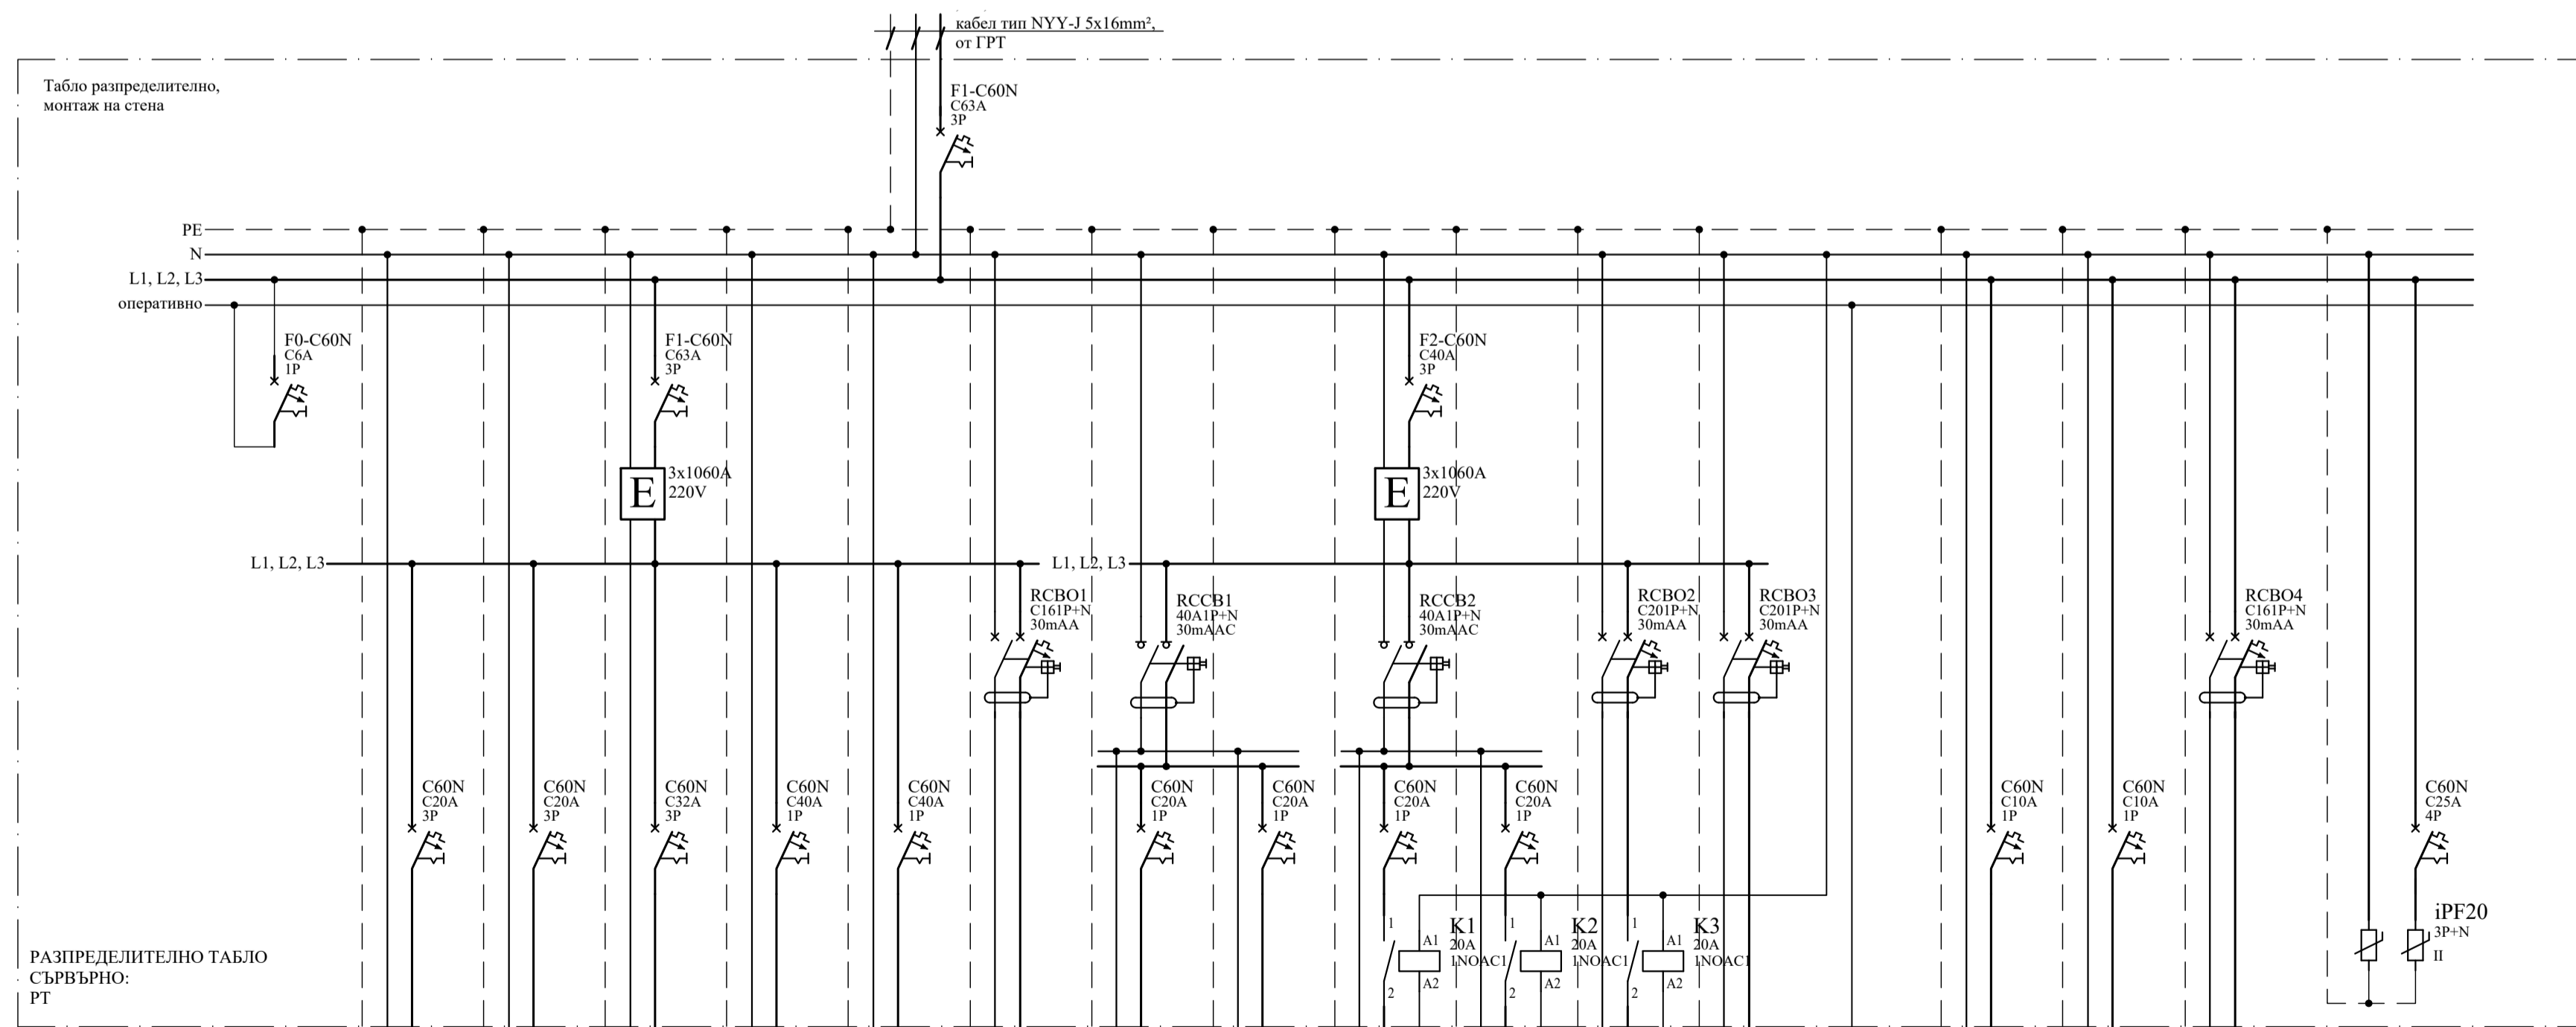 кабел тип NYY-J 5x16mm²,
от ГРТ
Табло разпределително,
монтаж на стена
F1-C60N
C63A
3P
PE
N
L1, L2, L3
оперативно
F0-C60N
C6A
1P
F1-C60N
C63A
3P
F2-C60N
C40A
3P
E
3x1060A
220V
E
3x1060A
220V
L1, L2, L3
L1, L2, L3
RCBO1
C161P+N
30mAA
RCCB1
40A1P+N
30mAAC
RCCB2
40A1P+N
30mAAC
RCBO2
C201P+N
30mAA
RCBO3
C201P+N
30mAA
RCBO4
C161P+N
30mAA
C60N
C20A
3P
C60N
C20A
3P
C60N
C32A
3P
C60N
C40A
1P
C60N
C40A
1P
C60N
C20A
1P
C60N
C20A
1P
C60N
C20A
1P
C60N
C20A
1P
C60N
C10A
1P
C60N
C10A
1P
C60N
C25A
4P
1
2
A1
A2
K1
20A
1NOAC1
1
2
A1
A2
K2
20A
1NOAC1
1
2
A1
A2
K3
20A
1NOAC1
iPF20
3P+N
II
РАЗПРЕДЕЛИТЕЛНО ТАБЛО
СЪРВЪРНО:
РТ